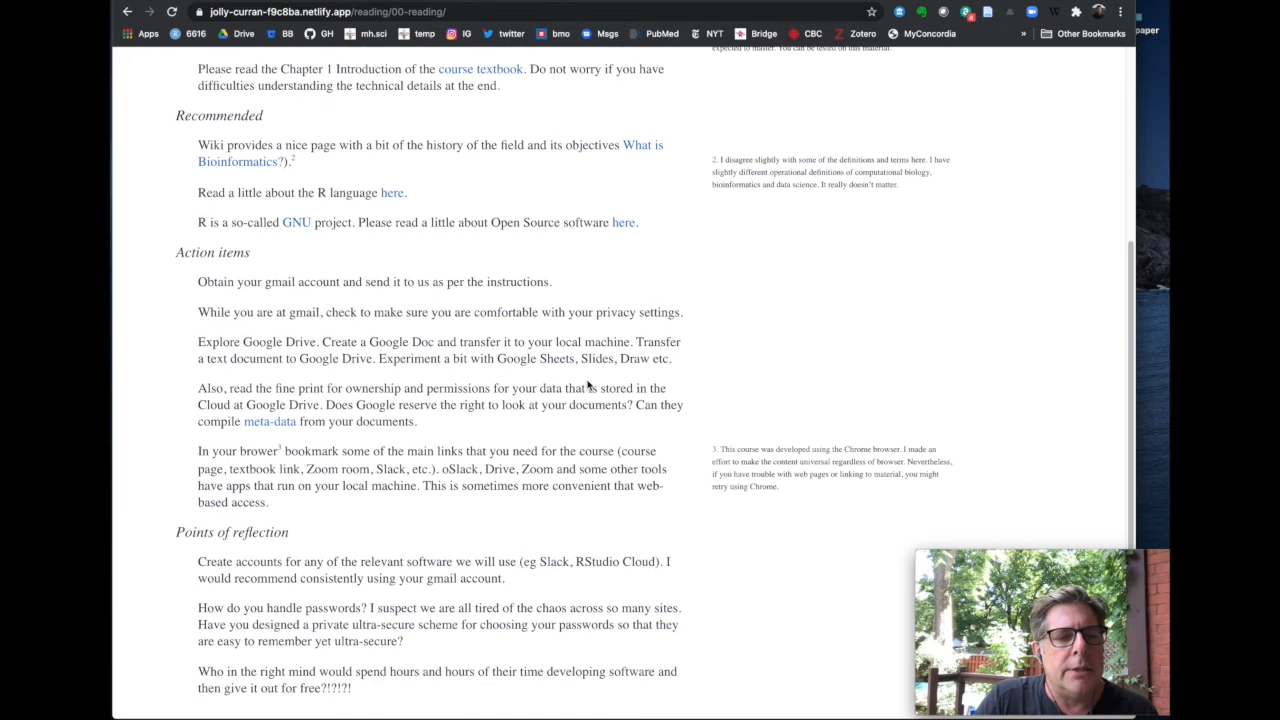 jolly-curran-f9c8ba.netlify.app/reading/00-reading/
Apps 6616 Drive BB GH mh.sci temp IG twitter bmo Msgs PubMed NYT Bridge CBC Zotero MyConcordia » Other Bookmarks
paper
expected to master. You can be tested on this material.
Please read the Chapter 1 Introduction of the course textbook. Do not worry if you have
difficulties understanding the technical details at the end.
Recommended
Wiki provides a nice page with a bit of the history of the field and its objectives What is
Bioinformatics?).2
2. I disagree slightly with some of the definitions and terms here. I have
slightly different operational definitions of computational biology,
bioinformatics and data science. It really doesn't matter.
Read a little about the R language here.
R is a so-called GNU project. Please read a little about Open Source software here.
Action items
Obtain your gmail account and send it to us as per the instructions.
While you are at gmail, check to make sure you are comfortable with your privacy settings.
Explore Google Drive. Create a Google Doc and transfer it to your local machine. Transfer
a text document to Google Drive. Experiment a bit with Google Sheets, Slides, Draw etc.
Also, read the fine print for ownership and permissions for your data that is stored in the
Cloud at Google Drive. Does Google reserve the right to look at your documents? Can they
compile meta-data from your documents.
In your brower3 bookmark some of the main links that you need for the course (course
page, textbook link, Zoom room, Slack, etc.). oSlack, Drive, Zoom and some other tools
have apps that run on your local machine. This is sometimes more convenient that web-
based access.
3. This course was developed using the Chrome browser. I made an
effort to make the content universal regardless of browser. Nevertheless,
if you have trouble with web pages or linking to material, you might
retry using Chrome.
Points of reflection
Create accounts for any of the relevant software we will use (eg Slack, RStudio Cloud). I
would recommend consistently using your gmail account.
How do you handle passwords? I suspect we are all tired of the chaos across so many sites.
Have you designed a private ultra-secure scheme for choosing your passwords so that they
are easy to remember yet ultra-secure?
Who in the right mind would spend hours and hours of their time developing software and
then give it out for free?!?!?!